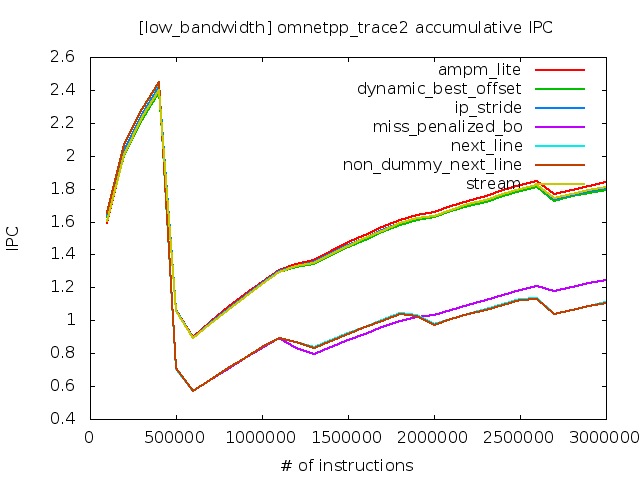 [low_bandwidth] omnetpp_trace2 accumulative IPC
2.6
2.4
2.2
2
1.8
1.6
1.4
1.2
1
0.8
0.6
0.4
IPC
ampm_lite
dynamic_best_offset
ip_stride
miss_penalized_bo
next_line
non_dummy_next_line
stream
0 500000 1000000 1500000 2000000 2500000 3000000
# of instructions